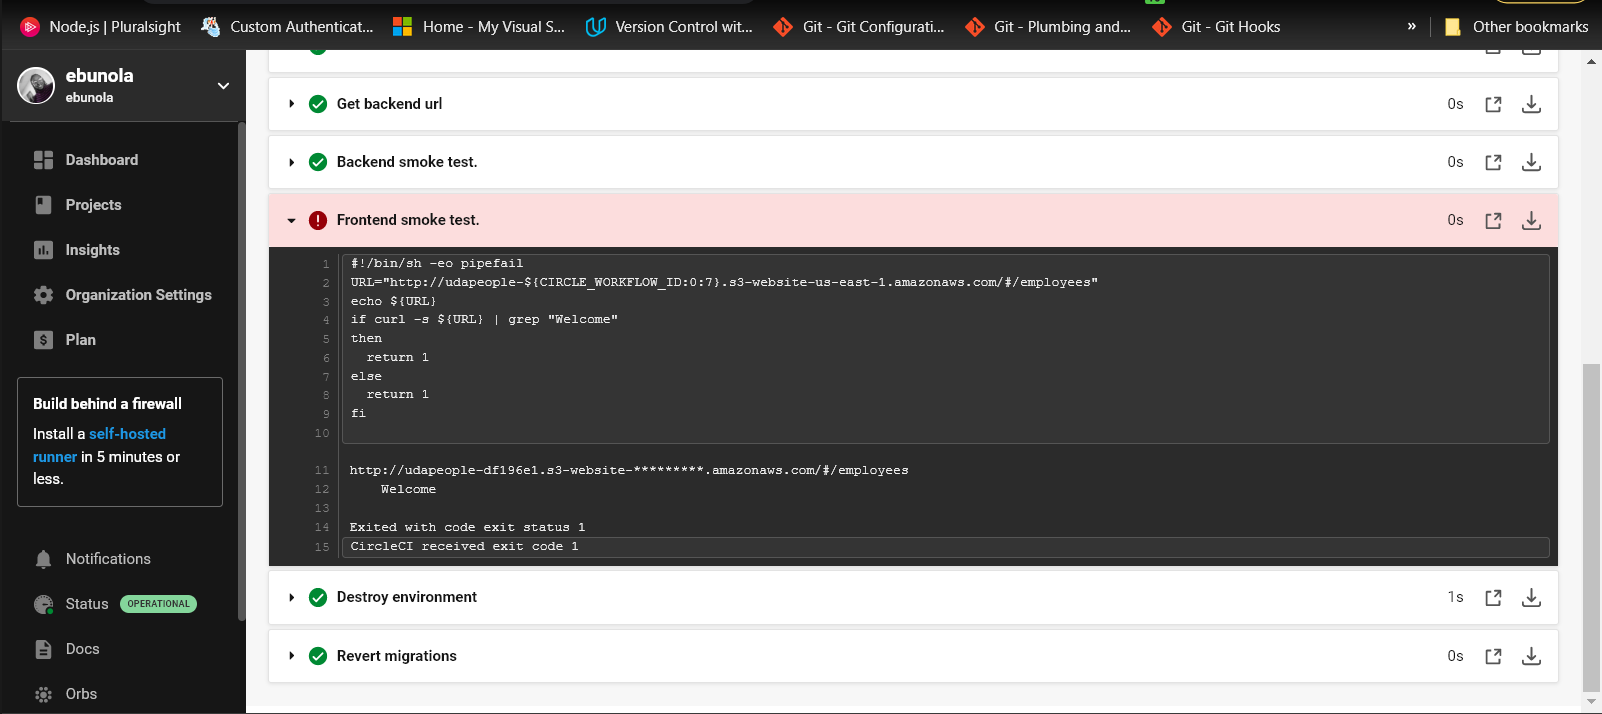 Node.js | Pluralsight
Custom Authenticat...
Home - My Visual S...
Version Control wit...
Git - Git Configurati...
Git - Plumbing and...
Git - Git Hooks
»
Other bookmarks
ebunola
ebunola
Dashboard
Projects
Insights
Organization Settings
Plan
Build behind a firewall
Install a self-hosted
runner in 5 minutes or
less.
Notifications
Status OPERATIONAL
Docs
Orbs
Get backend url 0s
Backend smoke test. 0s
Frontend smoke test. 0s
1 #!/bin/sh -eo pipefail
2 URL="http://udapeople-${CIRCLE_WORKFLOW_ID:0:7}.s3-website-us-east-1.amazonaws.com/#/employees"
3 echo ${URL}
4 if curl -s ${URL} | grep "Welcome"
5 then
6   return 1
7 else
8   return 1
9 fi
10
11 http://udapeople-df196e1.s3-website-*********.amazonaws.com/#/employees
12     Welcome
13
14 Exited with code exit status 1
15 CircleCI received exit code 1
Destroy environment 1s
Revert migrations 0s